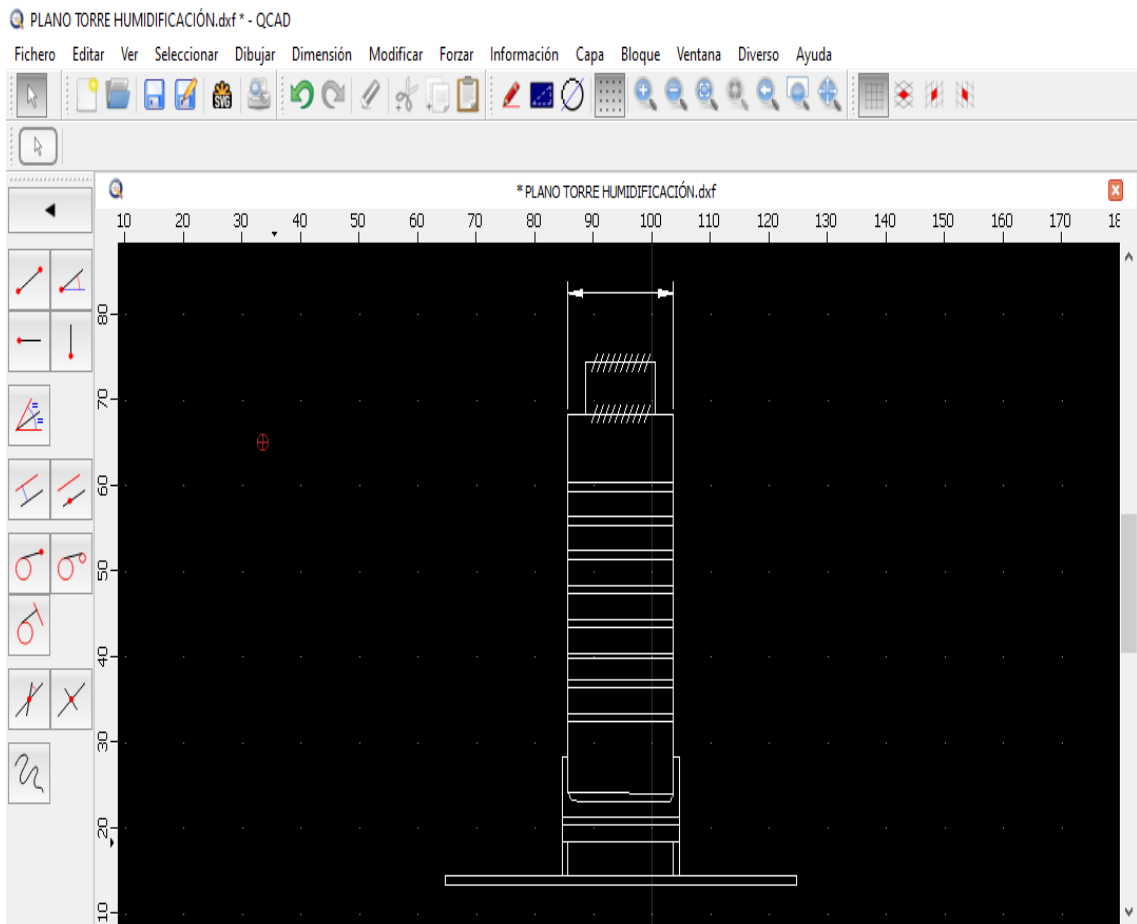 PLANO TORRE HUMIDIFICACIÓN.dxf * - QCAD
Fichero Editar Ver Seleccionar Dibujar Dimensión Modificar Forzar Información Capa Bloque Ventana Diverso Ayuda
SVG
* PLANO TORRE HUMIDIFICACIÓN.dxf
10 20 30 40 50 60 70 80 90 100 110 120 130 140 150 160 170 18
80
70
60
50
40
30
20
10